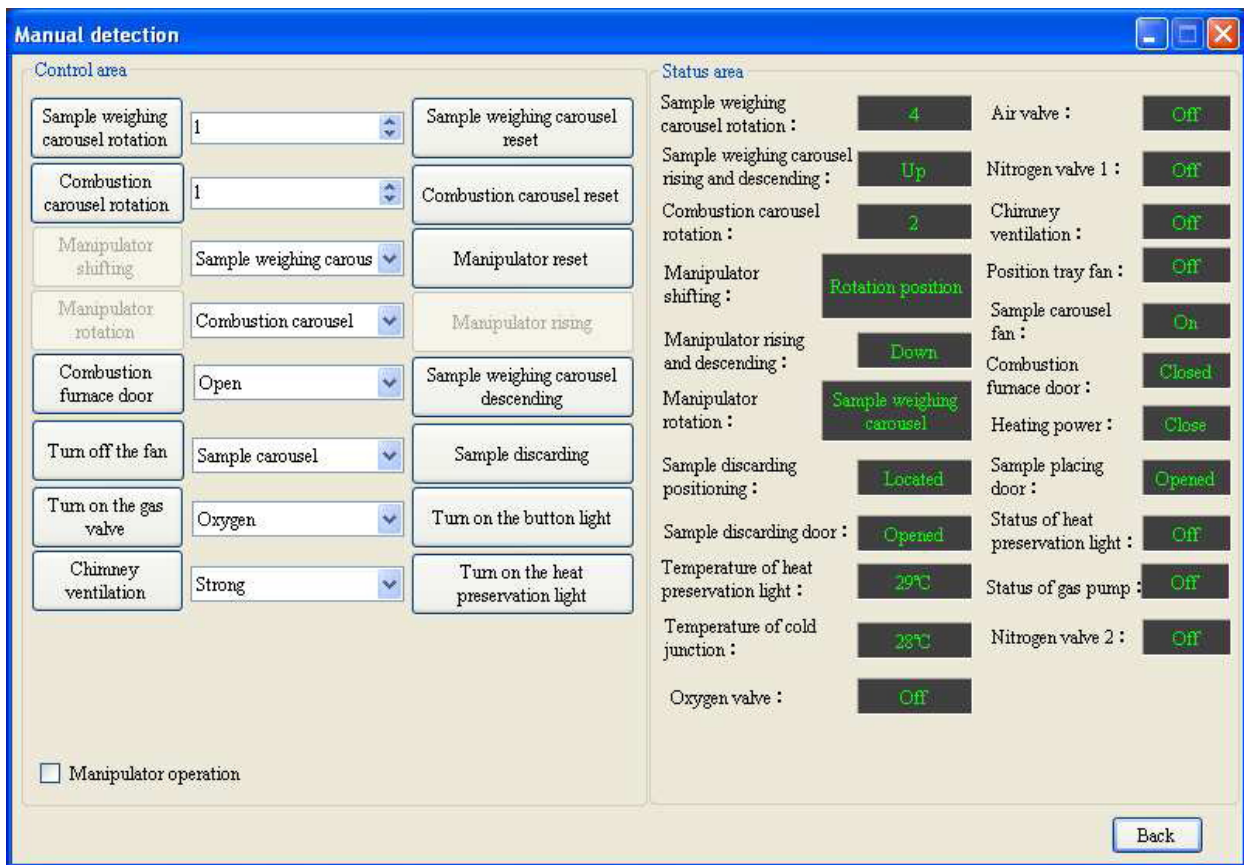 Manual detection
Control area
Sample weighing
carousel rotation
1
Sample weighing carousel
reset
Combustion
carousel rotation
1
Combustion carousel reset
Manipulator
shifting
Sample weighing carous
Manipulator reset
Manipulator
rotation
Combustion carousel
Manipulator rising
Combustion
furnace door
Open
Sample weighing carousel
descending
Turn off the fan
Sample carousel
Sample discarding
Turn on the gas
valve
Oxygen
Turn on the button light
Chimney
ventilation
Strong
Turn on the heat
preservation light
Manipulator operation
Status area
Sample weighing
carousel rotation:
4
Sample weighing carousel
rising and descending:
Up
Combustion carousel
rotation:
2
Manipulator
shifting:
Rotation position
Manipulator rising
and descending:
Down
Manipulator
rotation:
Sample weighing
carousel
Sample discarding
positioning:
Located
Sample discarding door:
Opened
Temperature of heat
preservation light:
29℃
Temperature of cold
junction:
28℃
Oxygen valve:
Off
Air valve:
Off
Nitrogen valve 1:
Off
Chimney
ventilation:
Off
Position tray fan:
Off
Sample carousel
fan:
On
Combustion
furnace door:
Closed
Heating power:
Close
Sample placing
door:
Opened
Status of heat
preservation light:
Off
Status of gas pump:
Off
Nitrogen valve 2:
Off
Back